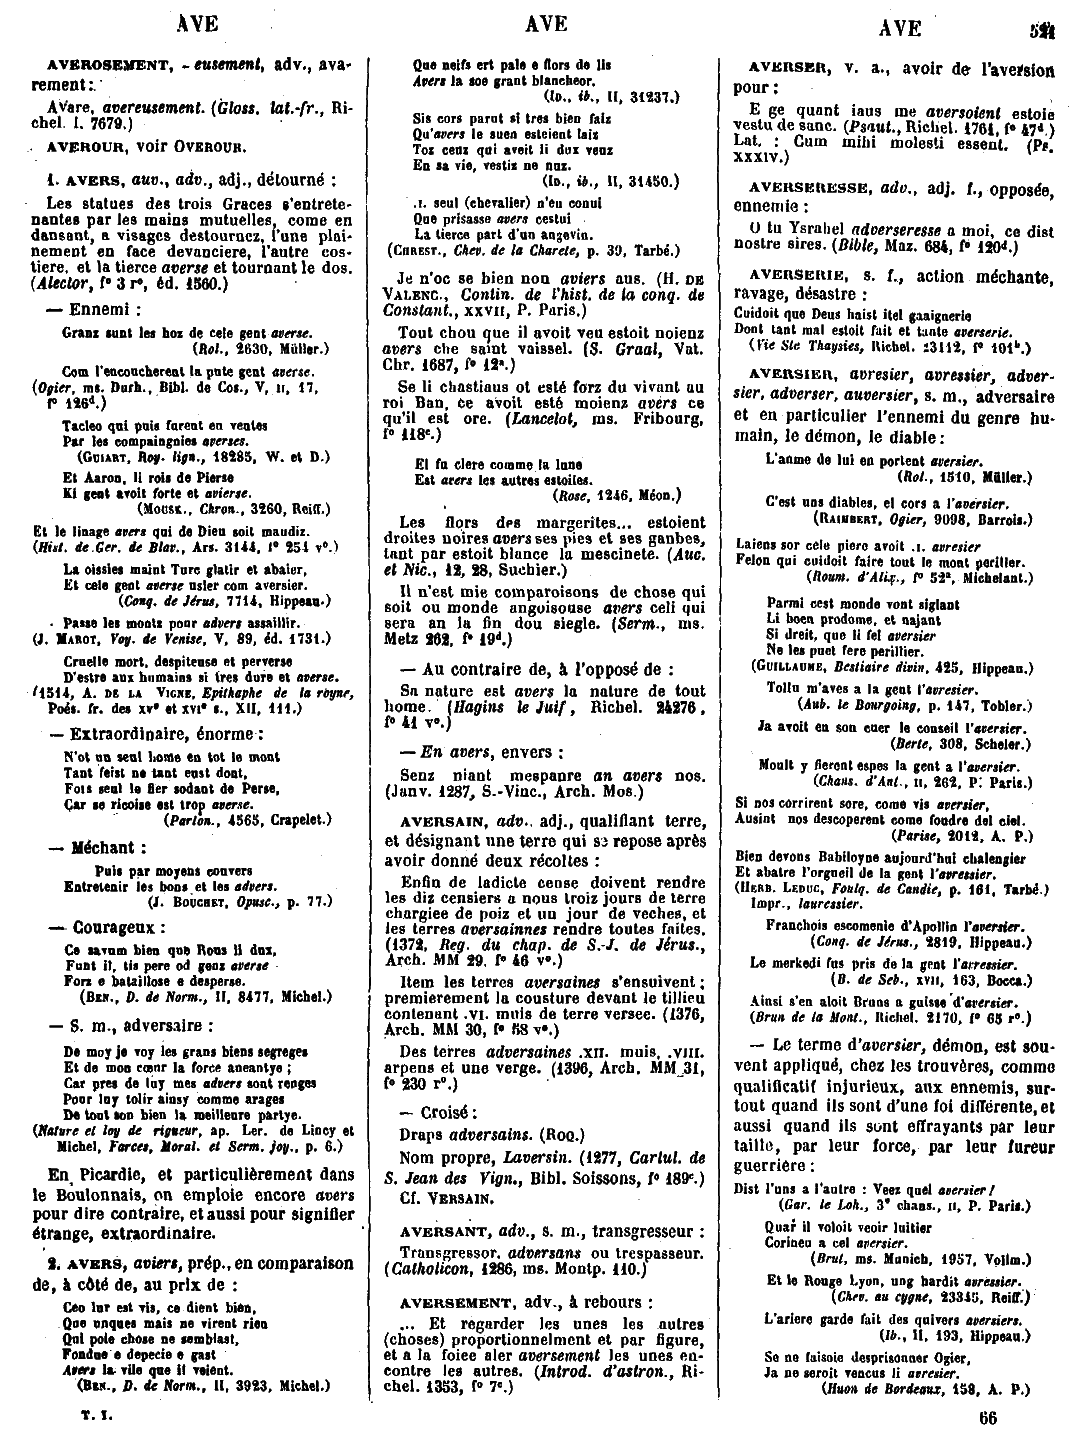 AVE
AVEROSEMENT, - eusement, adv., ava-
rement :
Avare, avereusement. (Gloss. lat.-fr., Ri-
chel. l. 7679.)
AVEROUR, voir OVEROUR.
1. AVERS, auv., adv., adj., détourné :
Les statues des trois Graces s'entrete-
nantes par les mains mutuelles, come en
dansant, a visages destournez, l'une plai-
nement en face devanciere, l'autre cos-
tiere, et la tierce averse et tournant le dos.
(Alector, f° 3 r°, éd. 1560.)
— Ennemi :
Granz sunt les hoz de cele gent averse.
(Rol., 2630, Müller.)
Com l'encoucherent la pute gent averse.
(Ogier, ms. Durh., Bibl. de Cos., V, II, 17,
f° 126d.)
Tacleo qui puis furent en ventes
Par les compaingnies averses.
(GUIART, Roy. lign., 18285, W. et D.)
Et Aaron, li rois de Pierse
Ki gent avoit forte et avierse.
(MOUSK., Chron., 3260, Reiff.)
Et le linage avers qui de Dieu soit maudiz.
(Hist. de Ger. de Blav., Ars. 3144, f° 251 v°.)
La oissies maint Turc glatir et abaier,
Et cele gent averse usler com aversier.
(Conq. de Jérus, 7714, Hippeau.)
Passe les montz pour advers assaillir.
(J. MAROT, Voy. de Venise, V, 89, éd. 1731.)
Cruelle mort, despiteuse et perverse
D'estre aux humains si tres dure et averse.
(1514, A. DE LA VIGNE, Epithaphe de la royne,
Poés. fr. des xve et xvie s., XII, 111.)
— Extraordinaire, énorme :
N'ot un seul home en tot le mont
Tant feist ne tant eust dont,
Fois seul le fier sodant de Perse,
Car se ricoise est trop averse.
(Parton., 4565, Crapelet.)
— Méchant :
Puis par moyens couvers
Entretenir les bons et les advers.
(J. BOUCHET, Opusc., p. 77.)
— Courageux :
Ce savum bien que Rous li dux,
Funt il, tis pere od genz averse
Forz e bataillose e desperse.
(BEN., D. de Norm., II, 8477, Michel.)
— S. m., adversaire :
De moy je voy les grans biens segreges
Et de mon cœur la force aneantye ;
Car pres de luy mes advers sont renges
Pour luy tolir ainsy comme arages
De tout son bien la meilleure partye.
(Nature et loy de rigueur, ap. Ler. de Lincy et
Michel, Farces, Moral. et Serm. joy., p. 6.)
En Picardie, et particulièrement dans
le Boulonnais, on emploie encore avers
pour dire contraire, et aussi pour signifier
étrange, extraordinaire.
2. AVERS, aviers, prép., en comparaison
de, à côté de, au prix de :
Ceo lur est vis, ce dient bien,
Que unques mais ne virent rien
Qui pole chose ne semblast,
Fondue e depecie e gast
Avers la vile que il veient.
(BEN., D. de Norm., II, 3923, Michel.)
T. I.
AVE
Que neifs ert pale e flors de lis
Avers la soe grant blancheor.
(ID., ib., II, 31237.)
Sis cors parut si tres bien faiz
Qu'avers le suen esteient laiz
Toz ceuz qui aveit li dux veuz
En sa vie, vestiz ne nuz.
(ID., ib., II, 31450.)
.I. seul (chevalier) n'en conui
Que prisasse avers cestui
La tierce part d'un angevin.
(CHREST., Chev. de la Charete, p. 39, Tarbé.)
Je n'oc se bien non aviers aus. (H. DE
VALENC., Contin. de l'hist. de la conq. de
Constant., XXVII, P. Paris.)
Tout chou que il avoit veu estoit noienz
avers che saint vaissel. (S. Graal, Vat.
Chr. 1687, f° 12a.)
Se li chastiaus ot esté forz du vivant au
roi Ban, ce avoit esté moienz avers ce
qu'il est ore. (Lancelot, ms. Fribourg,
f° 118c.)
El fu clere comme la lune
Est avers les autres estoiles.
(Rose, 1246, Méon.)
Les flors des margerites... estoient
droites noires avers ses pies et ses ganbes,
tant par estoit blance la mescinete. (Auc.
et Nic., 12, 28, Suchier.)
Il n'est mie comparoisons de chose qui
soit ou monde anguisouse avers celi qui
sera an la fin dou siegle. (Serm., ms.
Metz 262, f° 19d.)
— Au contraire de, à l'opposé de :
Sa nature est avers la nature de tout
home. (Hagins le Juif, Richel. 24276,
f° 41 v°.)
— En avers, envers :
Senz niant mespanre an avers nos.
(Janv. 1287, S.-Vinc., Arch. Mos.)
AVERSAIN, adv.. adj., qualifiant terre,
et désignant une terre qui se repose après
avoir donné deux récoltes :
Enfin de ladicte cense doivent rendre
les diz censiers a nous troiz jours de terre
chargiee de poiz et un jour de veches, et
les terres aversainnes rendre toutes faites.
(1372, Reg. du chap. de S.-J. de Jérus.,
Arch. MM 29, f° 46 v°.)
Item les terres aversaines s'ensuivent ;
premierement la cousture devant le tillieu
contenant .VI. muis de terre versee. (1376,
Arch. MM 30, f° 58 v°.)
Des terres adversaines .XII. muis, .VIII.
arpens et une verge. (1396, Arch. MM 31,
f° 230 r°.)
— Croisé :
Draps adversains. (ROQ.)
Nom propre, Laversin. (1277, Cartul. de
S. Jean des Vign., Bibl. Soissons, f° 189c.)
Cf. VERSAIN.
AVERSANT, adv., s. m., transgresseur :
Transgressor, adversans ou trespasseur.
(Catholicon, 1286, ms. Montp. 110.)
AVERSEMENT, adv., à rebours :
... Et regarder les unes les autres
(choses) proportionnelment et par figure,
et a la foiee aler aversement les unes en-
contre les autres. (Introd. d'astron., Ri-
chel. 1353, f° 7c.)
AVE 521
AVERSER, v. a., avoir de l'aversion
pour :
E ge quant iaus me aversoient estoie
vestu de sanc. (Psaut., Richel. 1761, f° 47d.)
Lat. : Cum mihi molesti essent. (Ps.
XXXIV.)
AVERSERESSE, adv., adj. f., opposée,
ennemie :
O tu Ysrahel adverseresse a moi, ce dist
nostre sires. (Bible, Maz. 684, f° 120d.)
AVERSERIE, s. f., action méchante,
ravage, désastre :
Cuidoit que Deus haist itel gaaignerie
Dont tant mal estoit fait et tante averserie.
(Vie Ste Thaysies, Richel. 23112, f° 101b.)
AVERSIER, avresier, avressier, adver-
sier, adverser, auversier, s. m., adversaire
et en particulier l'ennemi du genre hu-
main, le démon, le diable :
L'anme de lui en portent aversier.
(Rol., 1510, Müller.)
C'est uns diables, el cors a l'aversier.
(RAIMBERT, Ogier, 9098, Barrois.)
Laiens sor cele piere avoit .I. avresier
Felon qui cuidoit faire tout le mont periller.
(Roum. d'Alix., f° 52a, Michelant.)
Parmi cest monde vont siglant
Li boen prodome, et najant
Si dreit, que li fel aversier
Ne les puet fere perillier.
(GUILLAUME, Bestiaire divin, 425, Hippeau.)
Tollu m'aves a la gent l'avresier.
(Aub. le Bourgoing, p. 147, Tobler.)
Ja avoit en son cuer le conseil l'aversier.
(Berte, 308, Scheler.)
Moult y fierent espes la gent a l'aversier.
(Chans. d'Ant., II, 262, P. Paris.)
Si nos corrirent sore, come vis aversier,
Ausint nos descoperent come foudre del ciel.
(Parise, 2012, A. P.)
Bien devons Babiloyne aujourd'hui chalengier
Et abatre l'orgueil de la gent l'avressier.
(HERB. LEDUC, Foulq. de Candie, p. 161, Tarbé.)
Impr., lauressier.
Franchois escomenie d'Apollin l'aversier.
(Conq. de Jérus., 2819, Hippeau.)
Le merkedi fus pris de la gent l'avressier.
(B. de Seb., XVII, 163, Bocca.)
Ainsi s'en aloit Bruns a guisse d'aversier.
(Brun de la Mont., Richel. 2170, f° 65 r°.)
— Le terme d'aversier, démon, est sou-
vent appliqué, chez les trouvères, comme
qualificatif injurieux, aux ennemis, sur-
tout quand ils sont d'une foi différente, et
aussi quand ils sont effrayants par leur
taille, par leur force, par leur fureur
guerrière :
Dist l'uns a l'autre : Veez quel aversier !
(Gar. le Loh., 3e chans., II, P. Paris.)
Quar il voloit veoir luitier
Corineu a cel aversier.
(Brut, ms. Munich, 1957, Vollm.)
Et le Rouge Lyon, ung hardit avressier.
(Chev. au cygne, 23345, Reiff.)
L'ariere garde fait des quivers aversiers.
(Ib., II, 193, Hippeau.)
Se ne faisoie desprisonner Ogier,
Ja ne seroit vencus li avresier.
(Huon de Bordeaux, 158, A. P.)
66